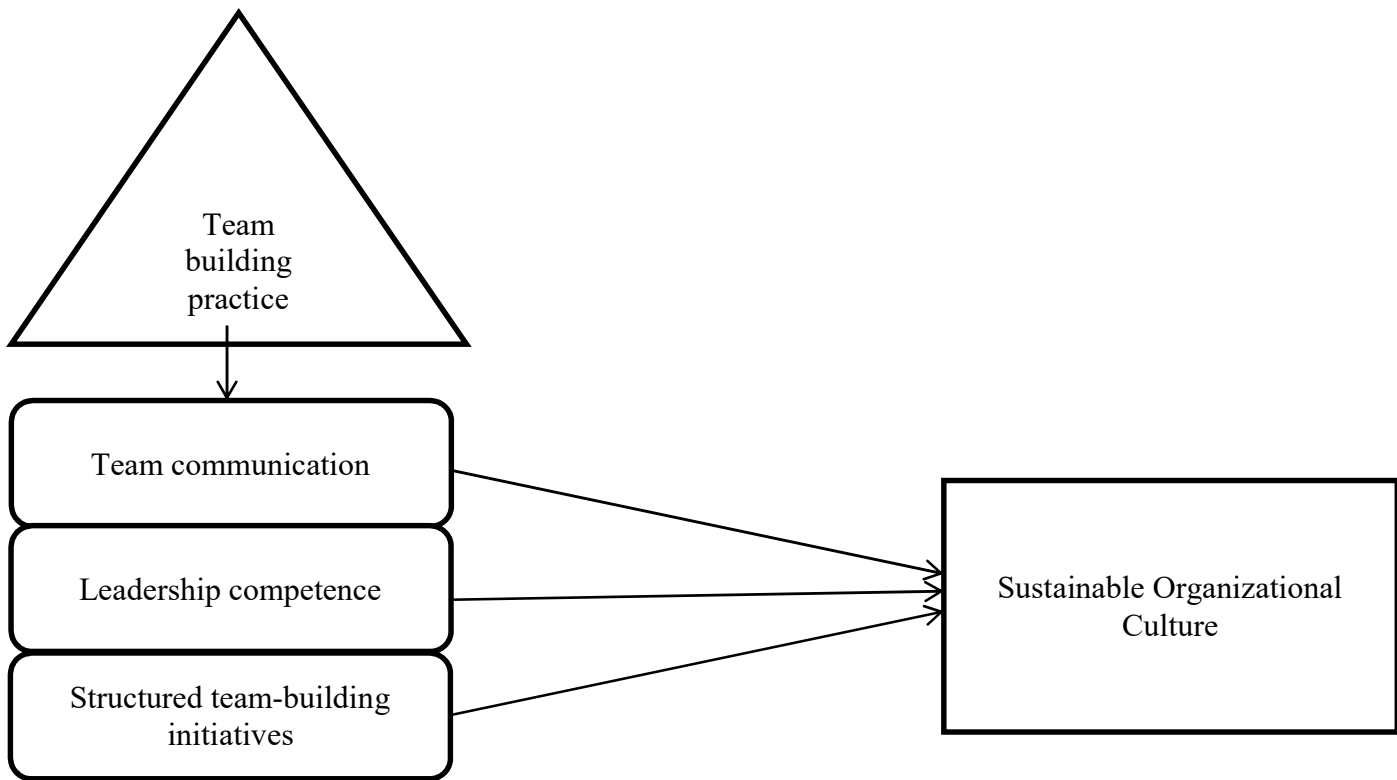 Team
building
practice
Team communication
Leadership competence
Structured team-building
initiatives
Sustainable Organizational
Culture